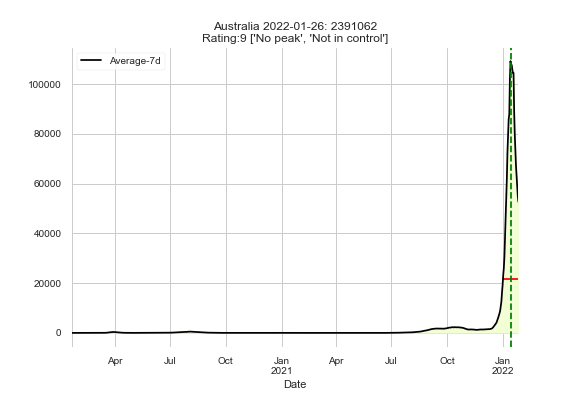 Australia 2022-01-26: 2391062
Rating:9 ['No peak', 'Not in control']
Average-7d
100000
80000
60000
40000
20000
0
Apr Jul Oct Jan Apr Jul Oct Jan
2021 2022
Date